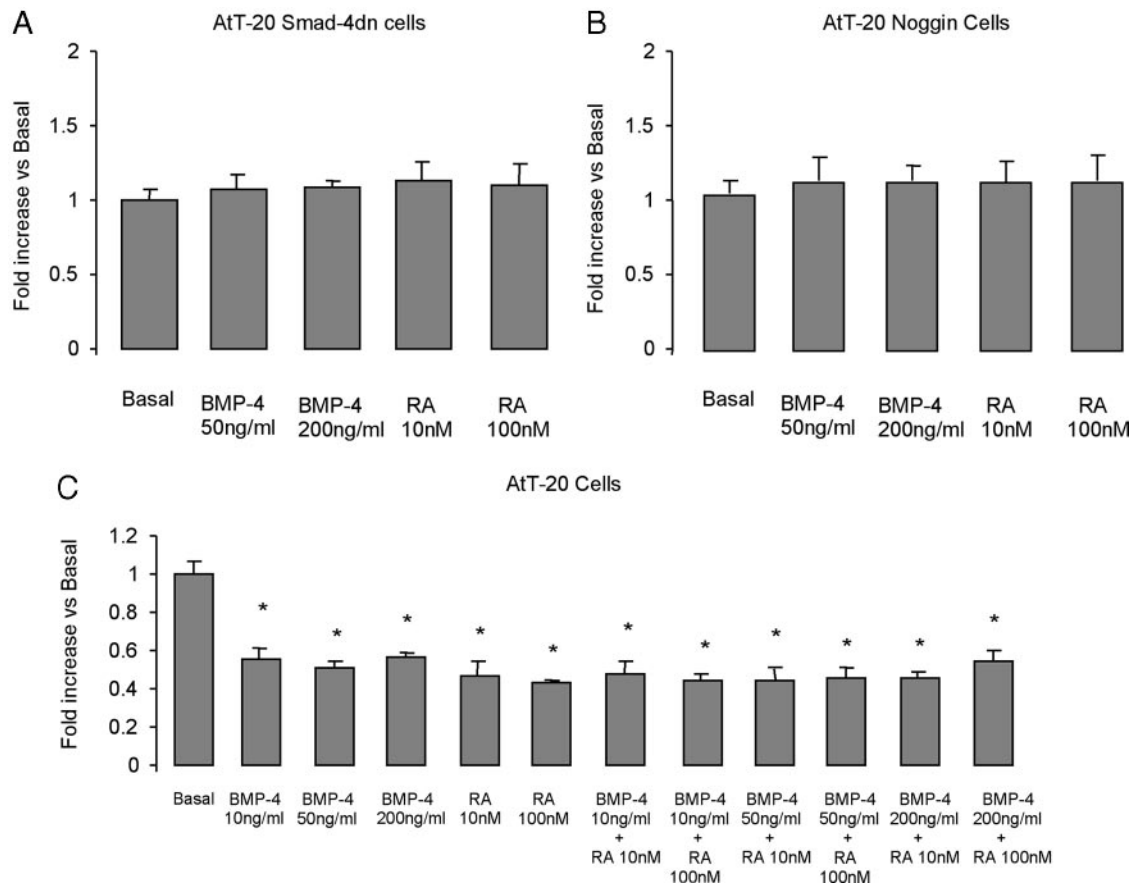 A
AtT-20 Smad-4dn cells
Fold increase vs Basal
2
1.5
1
0.5
0
Basal
BMP-4
50ng/ml
BMP-4
200ng/ml
RA
10nM
RA
100nM
B
AtT-20 Noggin Cells
Fold increase vs Basal
2
1.5
1
0.5
0
Basal
BMP-4
50ng/ml
BMP-4
200ng/ml
RA
10nM
RA
100nM
C
AtT-20 Cells
Fold increase vs Basal
1.2
1
0.8
0.6
0.4
0.2
0
* * * * * * * * * * *
Basal
BMP-4
10ng/ml
BMP-4
50ng/ml
BMP-4
200ng/ml
RA
10nM
RA
100nM
BMP-4
10ng/ml
+
RA 10nM
BMP-4
10ng/ml
+
RA
100nM
BMP-4
50ng/ml
+
RA 10nM
BMP-4
50ng/ml
+
RA
100nM
BMP-4
200ng/ml
+
RA 10nM
BMP-4
200ng/ml
+
RA 100nM